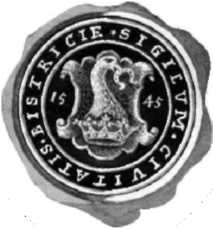 SIGILVM · CIVITATIS · BISTRICIE ·
15 45